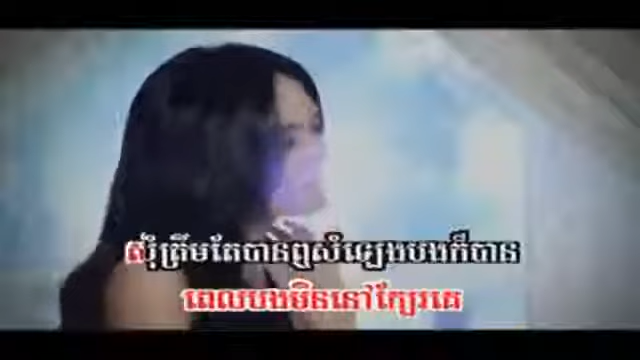 ស៊ូត្រឹមតែបានឮសំឡេងបងក៏បាន
ពេលបងមិននៅក្បែរគេ